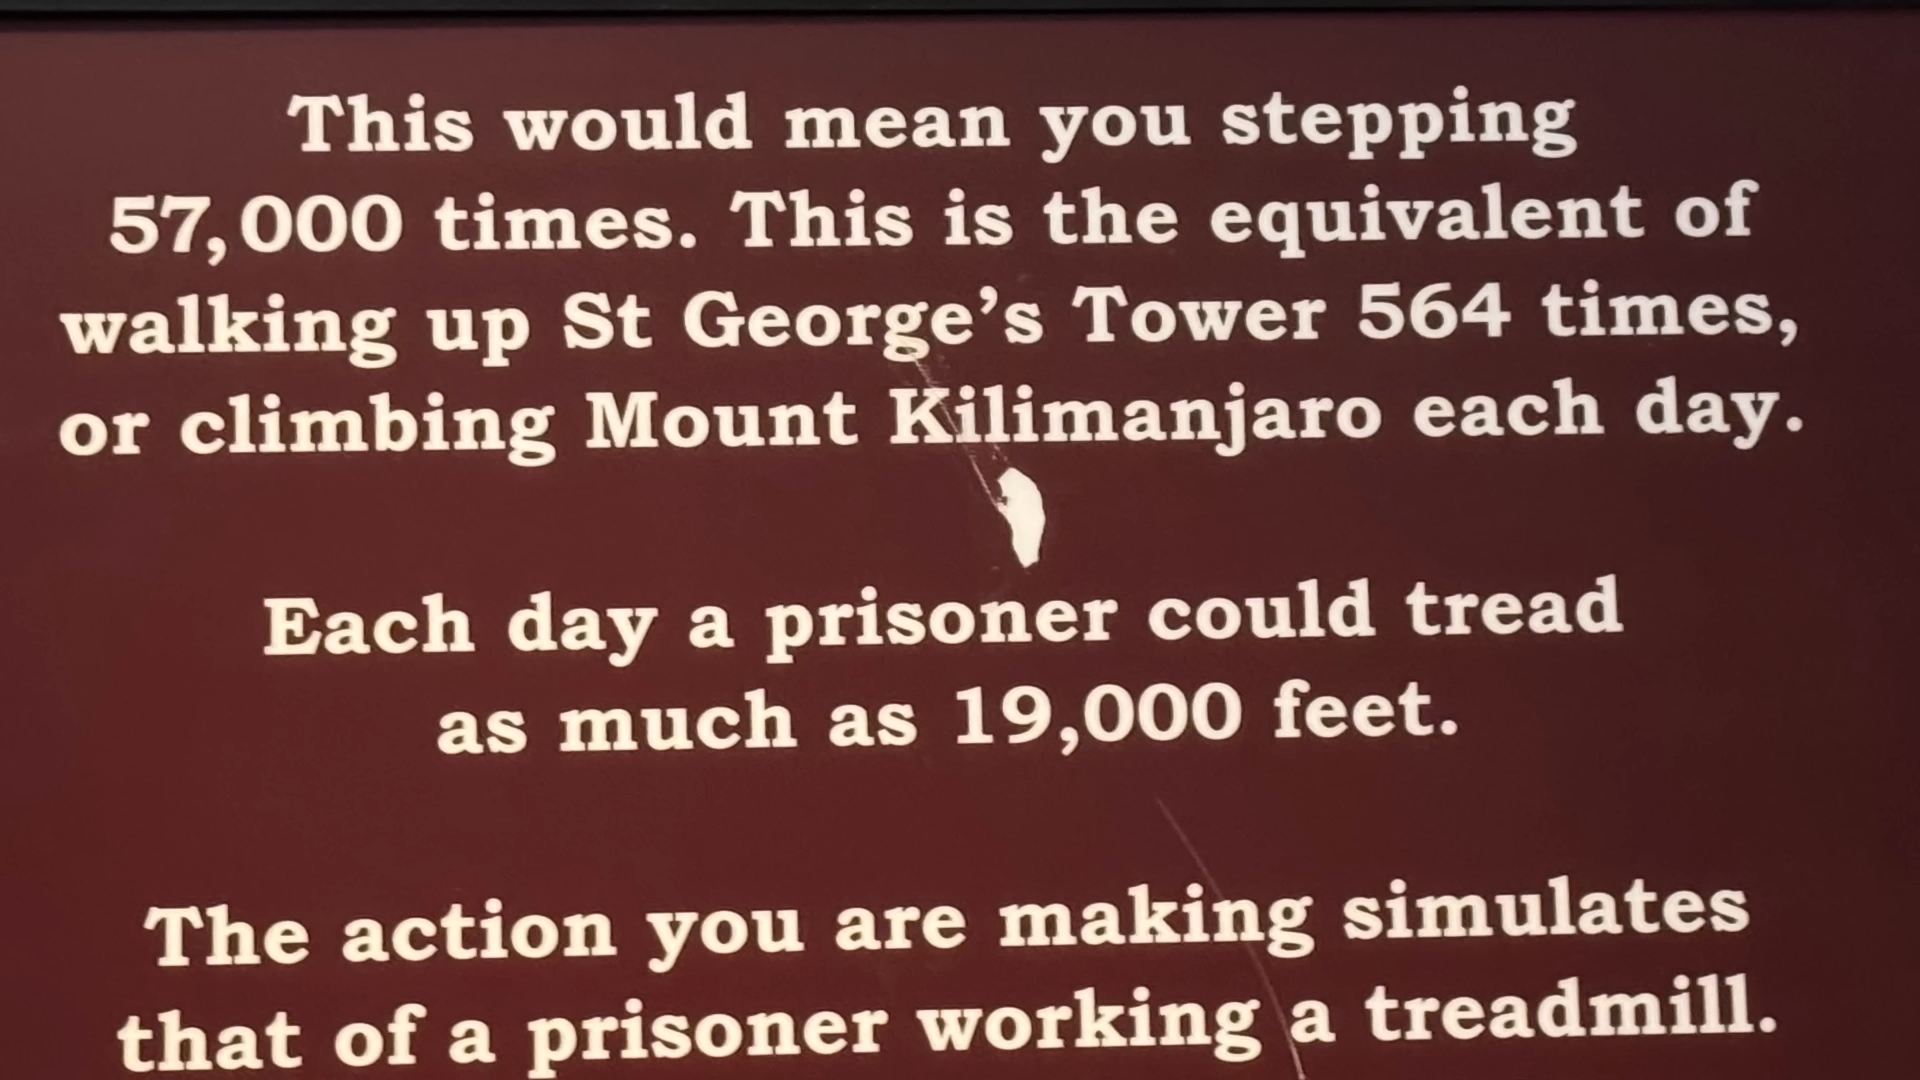 This would mean you stepping
57,000 times. This is the equivalent of
walking up St George’s Tower 564 times,
or climbing Mount Kilimanjaro each day.
Each day a prisoner could tread
as much as 19,000 feet.
The action you are making simulates
that of a prisoner working a treadmill.